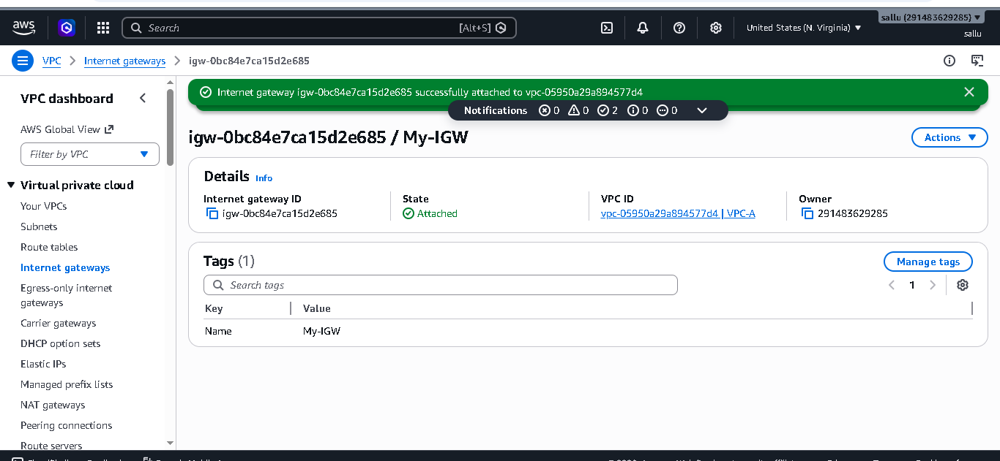 aws
Search
[Alt+S]
United States (N. Virginia)
sallu (291483629285)
sallu
VPC
Internet gateways
igw-0bc84e7ca15d2e685
VPC dashboard
AWS Global View
Filter by VPC
Virtual private cloud
Your VPCs
Subnets
Route tables
Internet gateways
Egress-only internet
gateways
Carrier gateways
DHCP option sets
Elastic IPs
Managed prefix lists
NAT gateways
Peering connections
Route servers
Internet gateway igw-0bc84e7ca15d2e685 successfully attached to vpc-05950a29a894577d4
Notifications 0 0 2 0 0
igw-0bc84e7ca15d2e685 / My-IGW
Actions
Details Info
Internet gateway ID
igw-0bc84e7ca15d2e685
State
Attached
VPC ID
vpc-05950a29a894577d4 | VPC-A
Owner
291483629285
Tags (1)
Manage tags
Search tags
1
Key Value
Name My-IGW